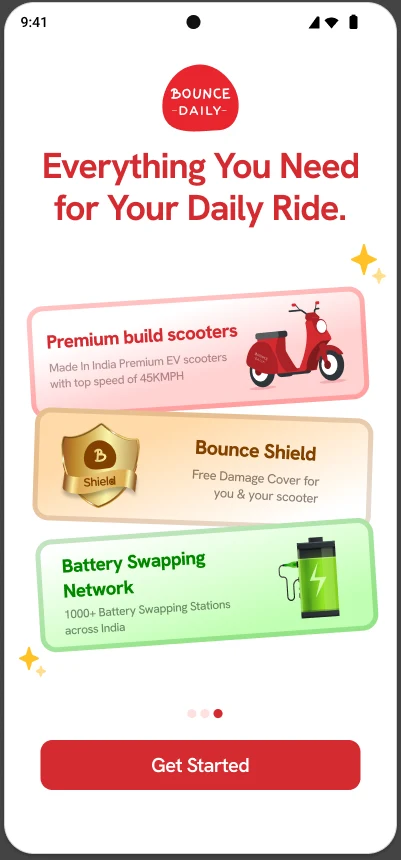 9:41
BOUNCE
-DAILY-
Everything You Need
for Your Daily Ride.
Premium build scooters
Made In India Premium EV scooters
with top speed of 45KMPH
B
Shield
Bounce Shield
Free Damage Cover for
you & your scooter
Battery Swapping
Network
1000+ Battery Swapping Stations
across India
Get Started